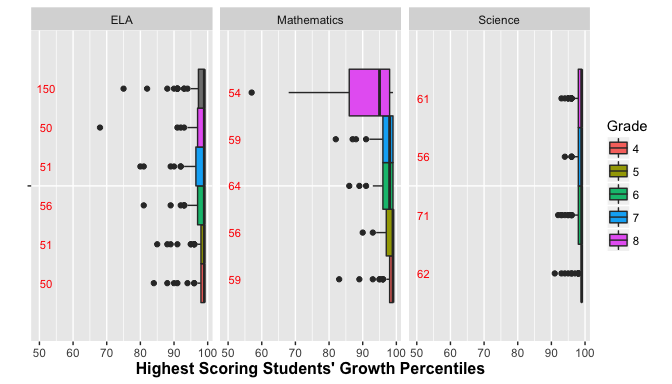 ELA Mathematics Science
150 54 61
50 59 56
51 64 71
56 56 62
51 59
50
Grade
4
5
6
7
8
50 60 70 80 90 100 50 60 70 80 90 100 50 60 70 80 90 100
Highest Scoring Students' Growth Percentiles